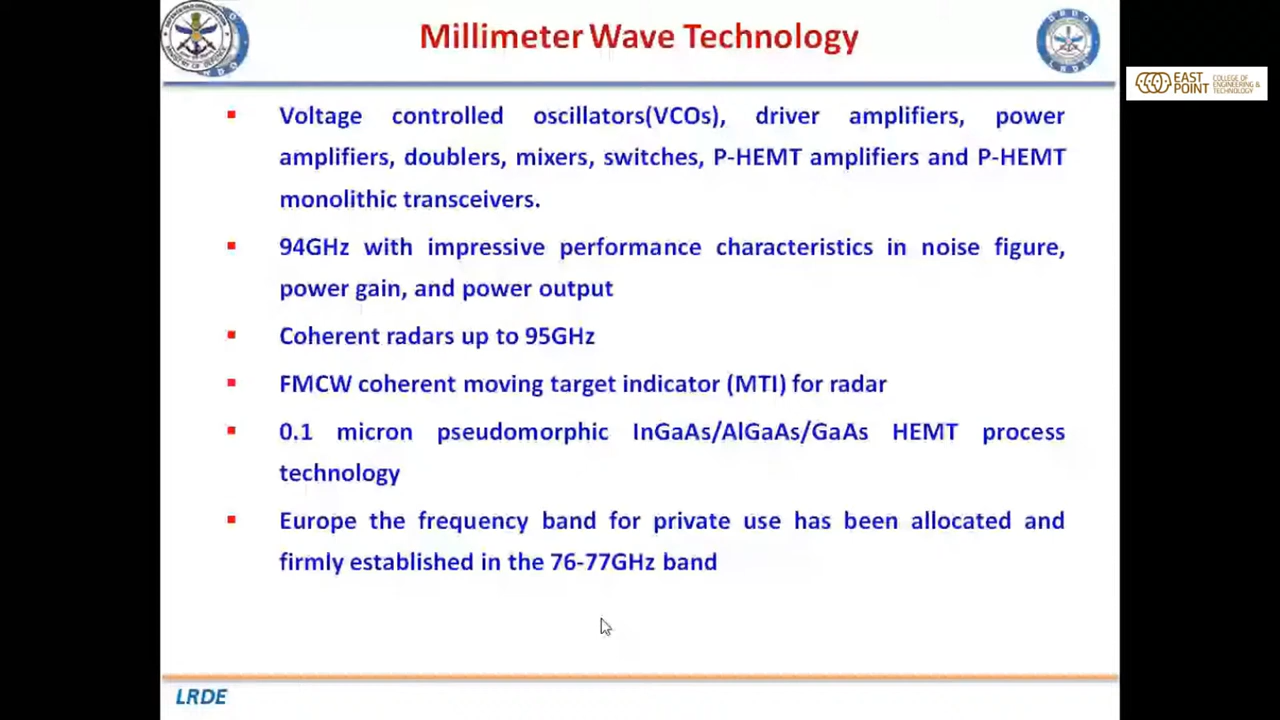 Millimeter Wave Technology
EAST
POINT
COLLEGE OF
ENGINEERING &
TECHNOLOGY
Voltage controlled oscillators(VCOs), driver amplifiers, power
amplifiers, doublers, mixers, switches, P-HEMT amplifiers and P-HEMT
monolithic transceivers.
94GHz with impressive performance characteristics in noise figure,
power gain, and power output
Coherent radars up to 95GHz
FMCW coherent moving target indicator (MTI) for radar
0.1 micron pseudomorphic InGaAs/AlGaAs/GaAs HEMT process
technology
Europe the frequency band for private use has been allocated and
firmly established in the 76-77GHz band
LRDE